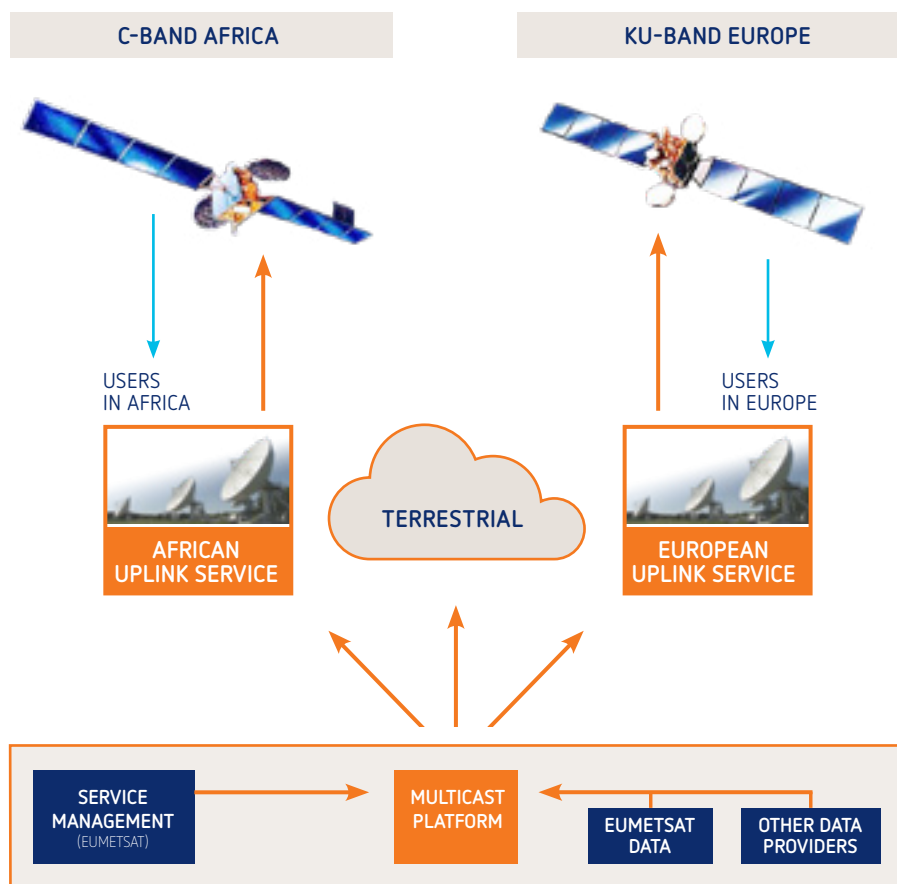 C-BAND AFRICA
KU-BAND EUROPE
USERS
IN AFRICA
USERS
IN EUROPE
AFRICAN
UPLINK SERVICE
TERRESTRIAL
EUROPEAN
UPLINK SERVICE
SERVICE
MANAGEMENT
(EUMETSAT)
MULTICAST
PLATFORM
EUMETSAT
DATA
OTHER DATA
PROVIDERS